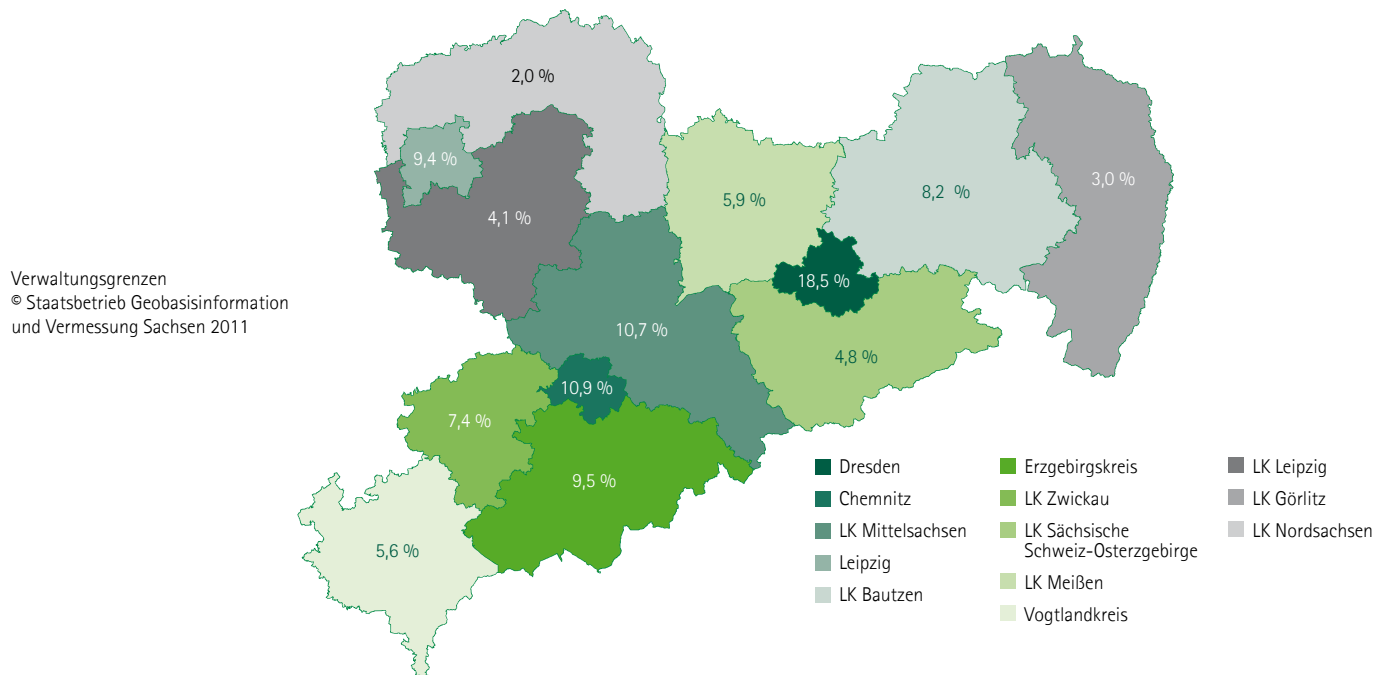 2,0 %
9,4 %
4,1 %
5,9 %
8,2 %
3,0 %
18,5 %
10,7 %
4,8 %
10,9 %
7,4 %
9,5 %
5,6 %
Verwaltungsgrenzen
© Staatsbetrieb Geobasisinformation
und Vermessung Sachsen 2011
Dresden
Chemnitz
LK Mittelsachsen
Leipzig
LK Bautzen
Erzgebirgskreis
LK Zwickau
LK Sächsische
Schweiz-Osterzgebirge
LK Meißen
Vogtlandkreis
LK Leipzig
LK Görlitz
LK Nordsachsen